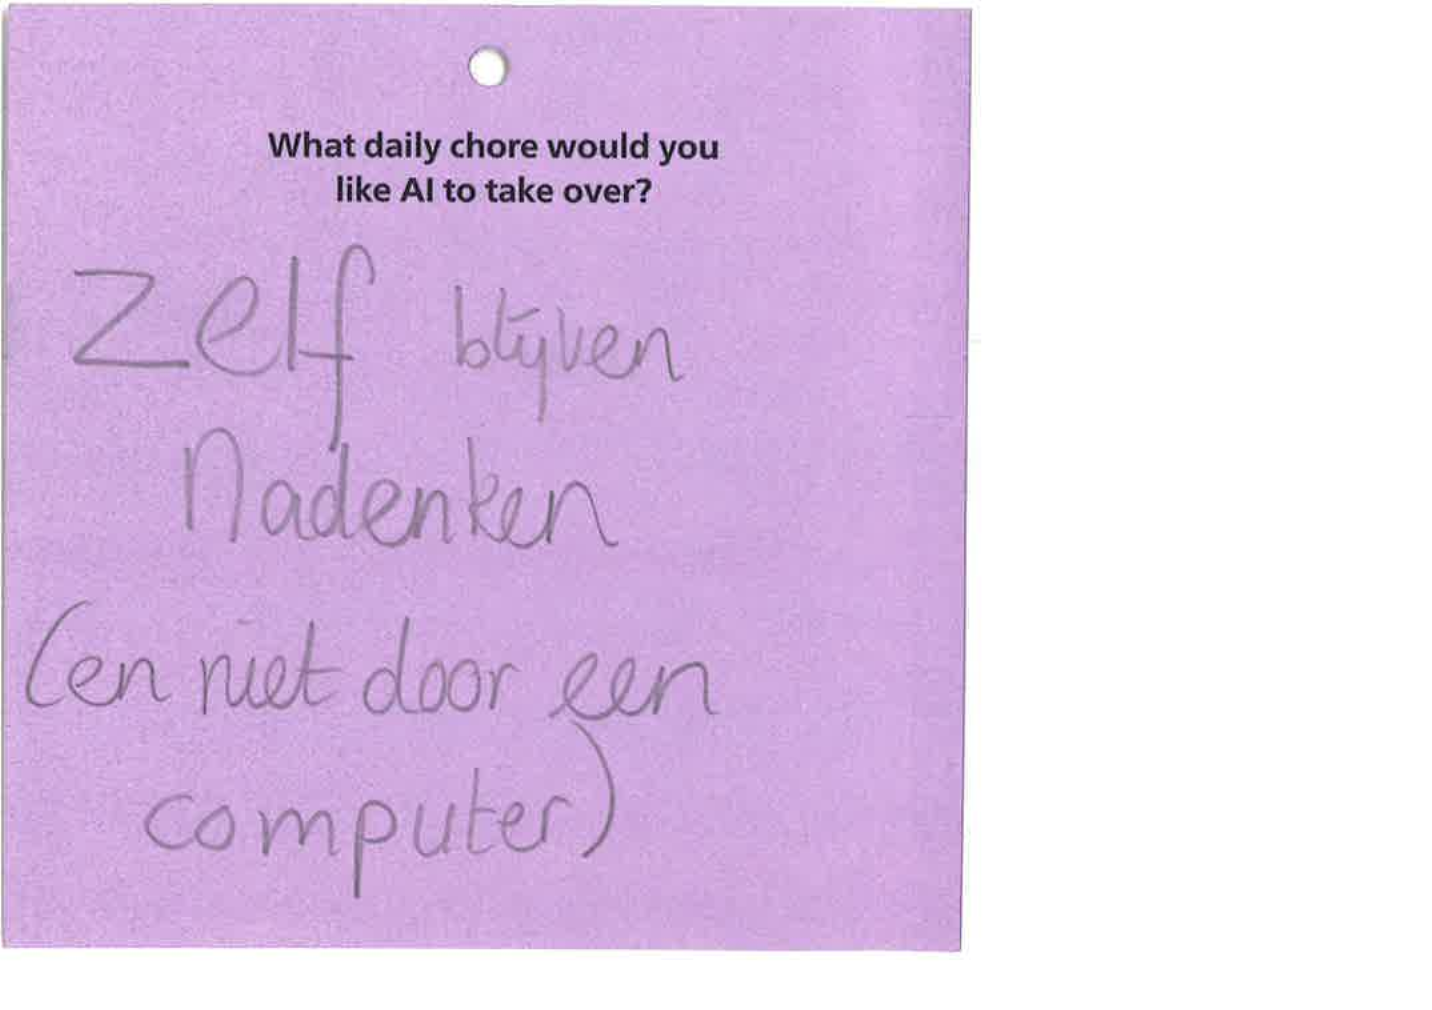 What daily chore would you
like AI to take over?
Zelf blijven
Nadenken
(en niet door een
computer)